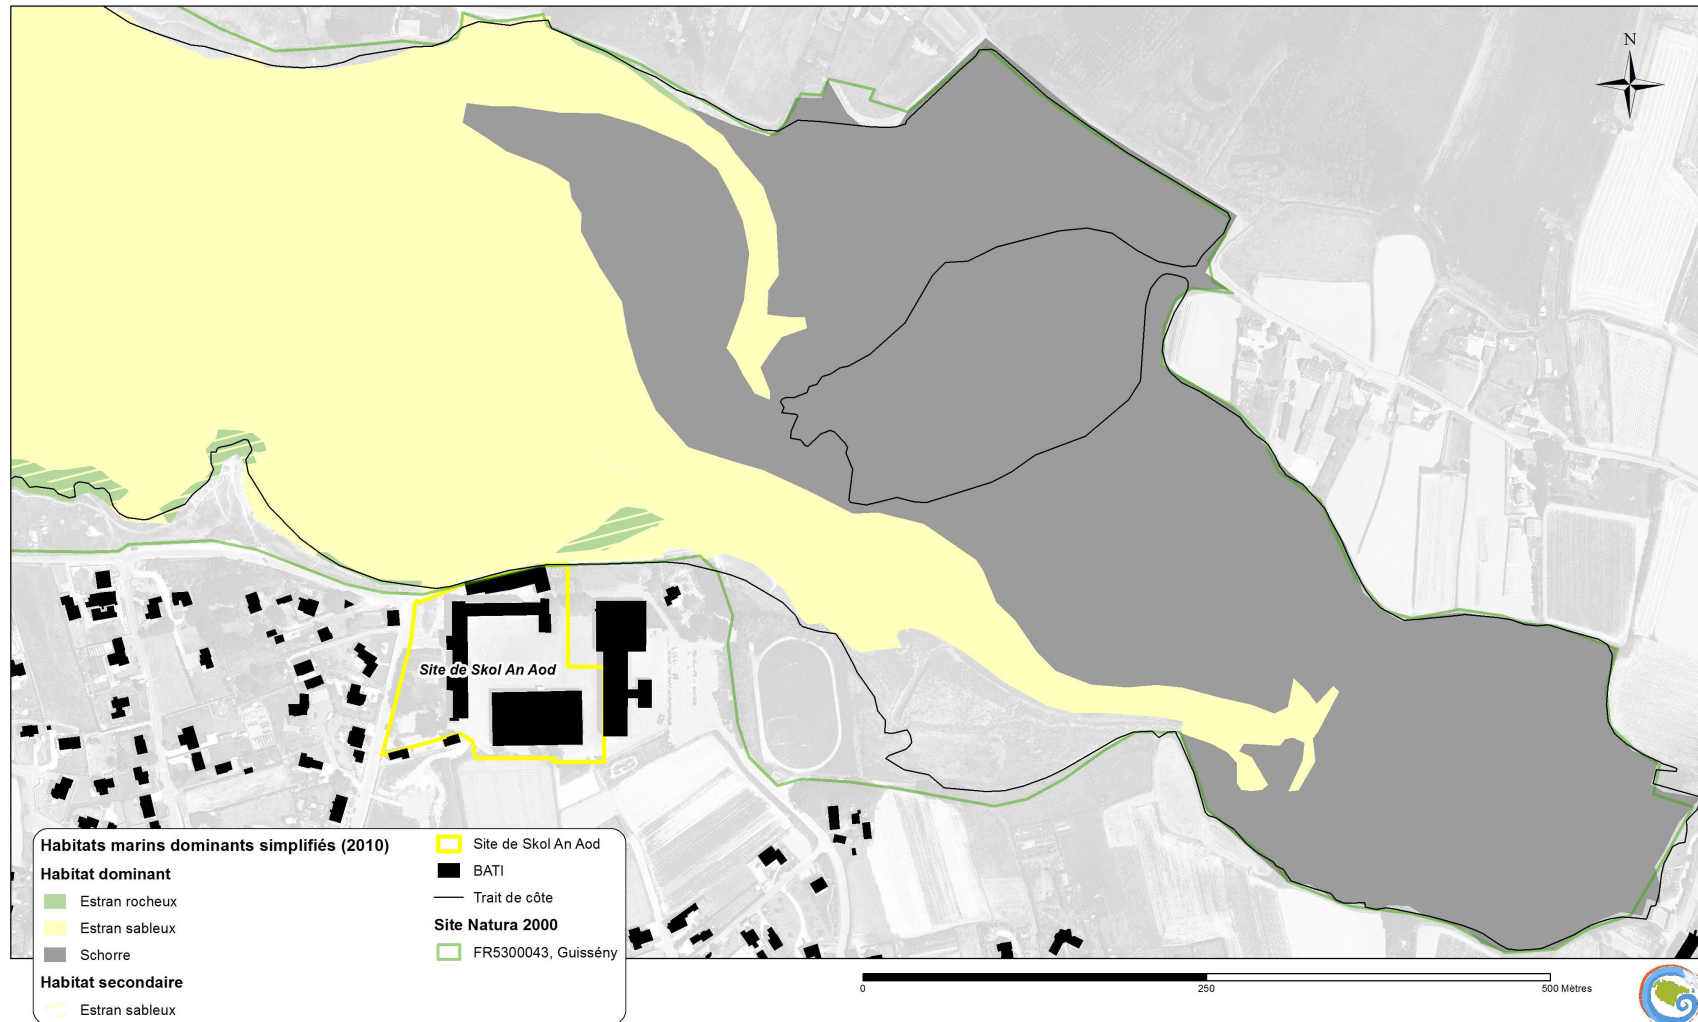 N
Site de Skol An Aod
Habitats marins dominants simplifiés (2010)
Habitat dominant
Estran rocheux
Estran sableux
Schorre
Habitat secondaire
Estran sableux
Site de Skol An Aod
BATI
Trait de côte
Site Natura 2000
FR5300043, Guissény
0
250
500 Mètres